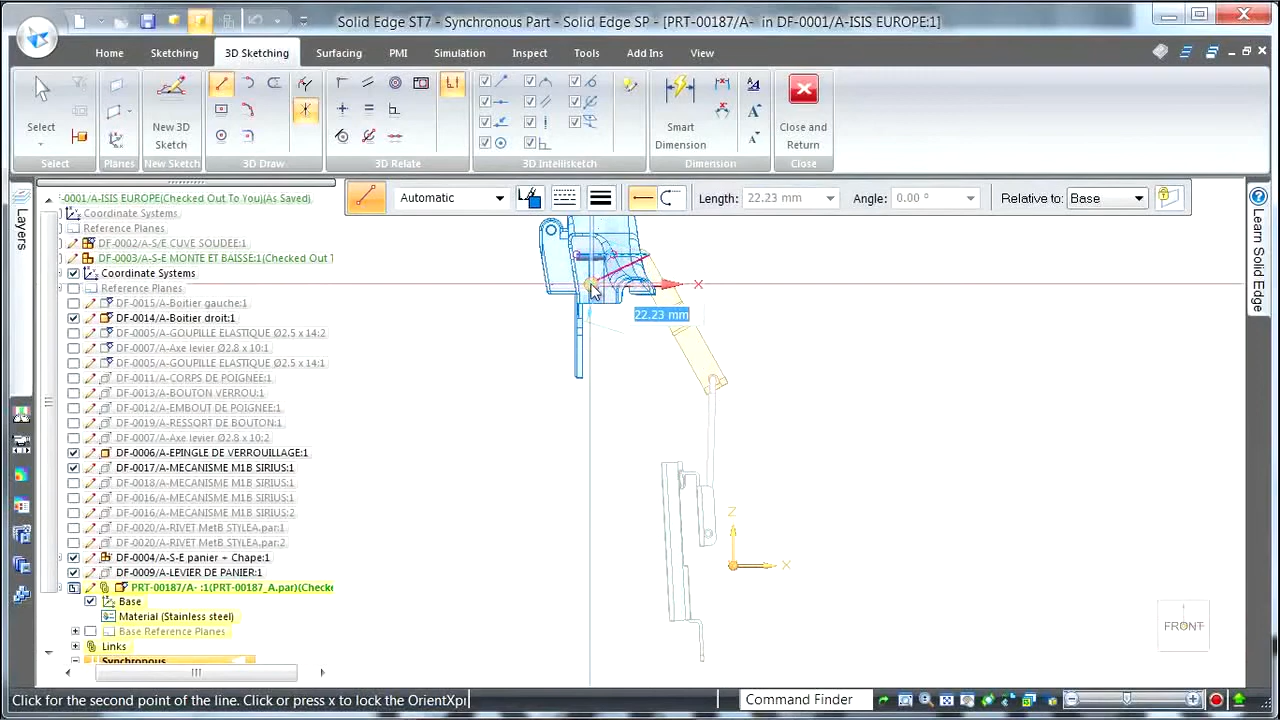 Solid Edge ST7 - Synchronous Part - Solid Edge SP - [PRT-00187/A- in DF-0001/A-ISIS EUROPE:1]
Home Sketching 3D Sketching Surfacing PMI Simulation Inspect Tools Add Ins View
Select
New 3D
Sketch
Smart
Dimension
Close and
Return
Select Planes New Sketch 3D Draw 3D Relate 3D Intellisketch Dimension Close
Automatic Length: 22.23 mm Angle: 0.00 ° Relative to: Base
Layers
Learn Solid Edge
-0001/A-ISIS EUROPE(Checked Out To You)(As Saved)
Coordinate Systems
Reference Planes
DF-0002/A-S/E CUVE SOUDEE:1
DF-0003/A-S-E MONTE ET BAISSE:1(Checked Out T
Coordinate Systems
Reference Planes
DF-0015/A-Boitier gauche:1
DF-0014/A-Boitier droit:1
DF-0005/A-GOUPILLE ELASTIQUE Ø2.5 x 14:2
DF-0007/A-Axe levier Ø2.8 x 10:1
DF-0005/A-GOUPILLE ELASTIQUE Ø2.5 x 14:1
DF-0011/A-CORPS DE POIGNEE:1
DF-0013/A-BOUTON VERROU:1
DF-0012/A-EMBOUT DE POIGNEE:1
DF-0019/A-RESSORT DE BOUTON:1
DF-0007/A-Axe levier Ø2.8 x 10:2
DF-0006/A-EPINGLE DE VERROUILLAGE:1
DF-0017/A-MECANISME M1B SIRIUS:1
DF-0018/A-MECANISME M1B SIRIUS:1
DF-0016/A-MECANISME M1B SIRIUS:1
DF-0016/A-MECANISME M1B SIRIUS:2
DF-0020/A-RIVET MetB STYLEA.par:1
DF-0020/A-RIVET MetB STYLEA.par:2
DF-0004/A-S-E panier + Chape:1
DF-0009/A-LEVIER DE PANIER:1
PRT-00187/A- :1(PRT-00187_A.par)(Checke
Base
Material (Stainless steel)
Base Reference Planes
Links
Synchronous
X
22.23 mm
Z
X
FRONT
Click for the second point of the line. Click or press x to lock the OrientXpr
Command Finder